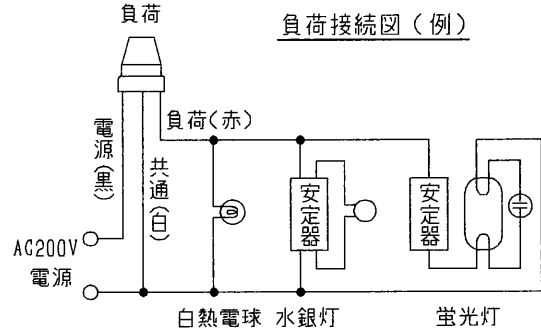 負荷
負荷接続図(例)
負荷(赤)
電源(黒)
共通(白)
安定器
安定器
AC200V
電源
白熱電球 水銀灯 蛍光灯